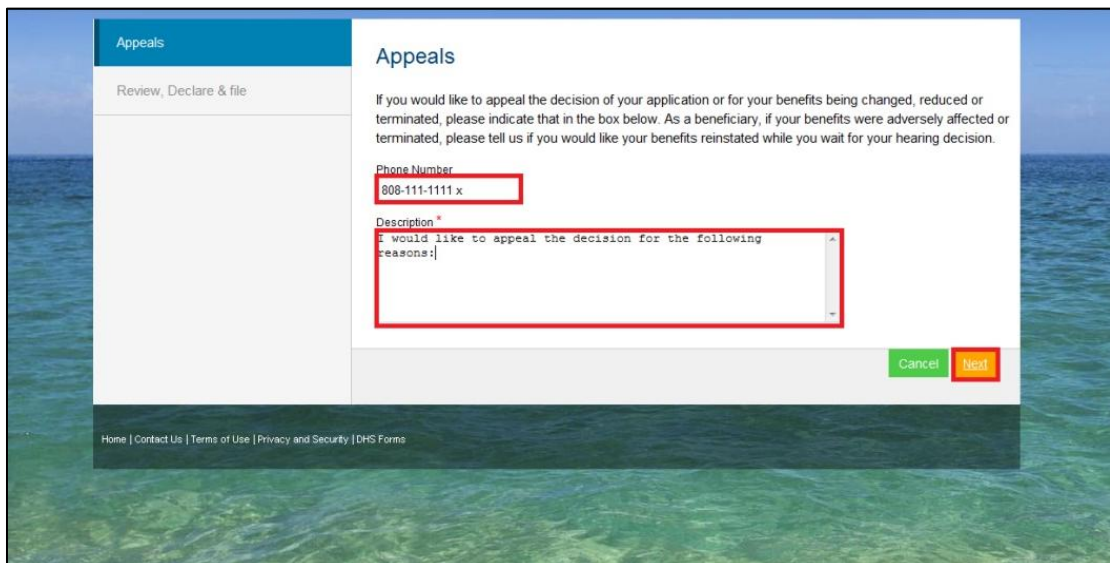 Appeals
Review, Declare & file
Appeals
If you would like to appeal the decision of your application or for your benefits being changed, reduced or
terminated, please indicate that in the box below. As a beneficiary, if your benefits were adversely affected or
terminated, please tell us if you would like your benefits reinstated while you wait for your hearing decision.
Phone Number
808-111-1111 x
Description *
I would like to appeal the decision for the following
reasons:
Cancel Next
Home | Contact Us | Terms of Use | Privacy and Security | DHS Forms